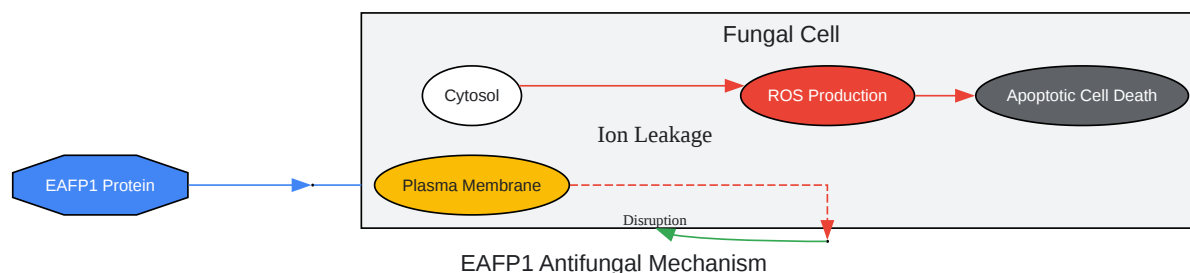 Fungal Cell
Cytosol
ROS Production
Apoptotic Cell Death
Ion Leakage
EAFP1 Protein
Plasma Membrane
Disruption
EAFP1 Antifungal Mechanism